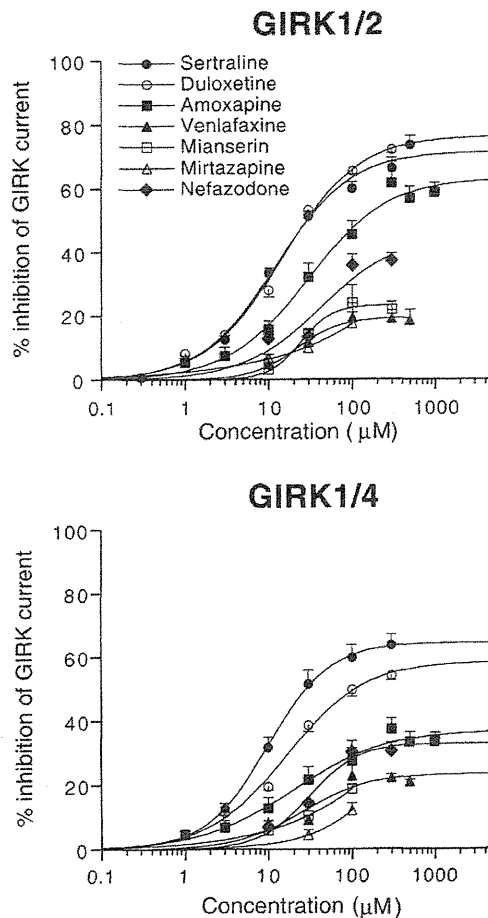 GIRK1/2
% inhibition of GIRK current
100
80
60
40
20
0
Sertraline
Duloxetine
Amoxapine
Venlafaxine
Mianserin
Mirtazapine
Nefazodone
0.1 1 10 100 1000
Concentration ( μM)
GIRK1/4
% inhibition of GIRK current
100
80
60
40
20
0
0.1 1 10 100 1000
Concentration (μM)